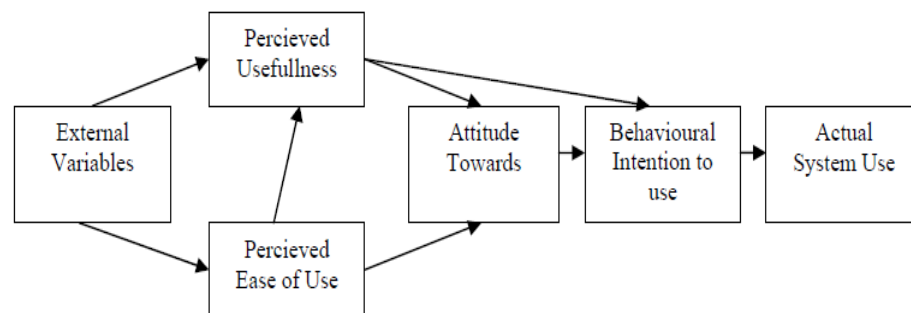 Percieved
Usefullness
External
Variables
Attitude
Towards
Behavioural
Intention to
use
Actual
System Use
Percieved
Ease of Use